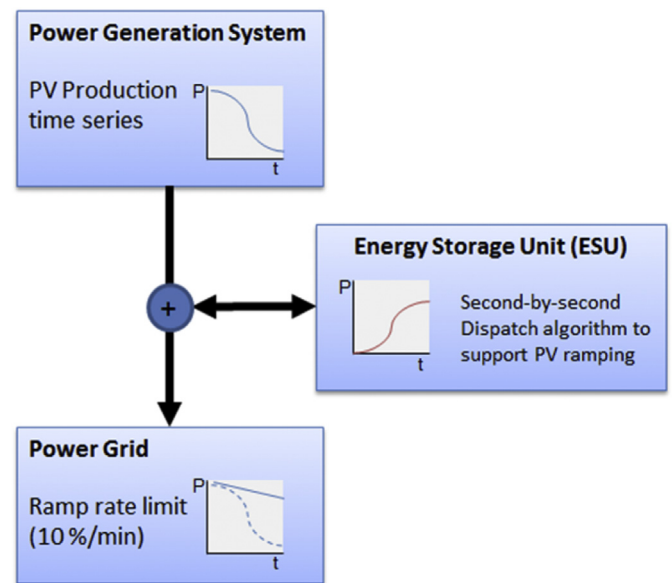 Power Generation System
PV Production
time series
P
t
+
Energy Storage Unit (ESU)
P
t
Second-by-second
Dispatch algorithm to
support PV ramping
Power Grid
Ramp rate limit
(10 %/min)
P
t